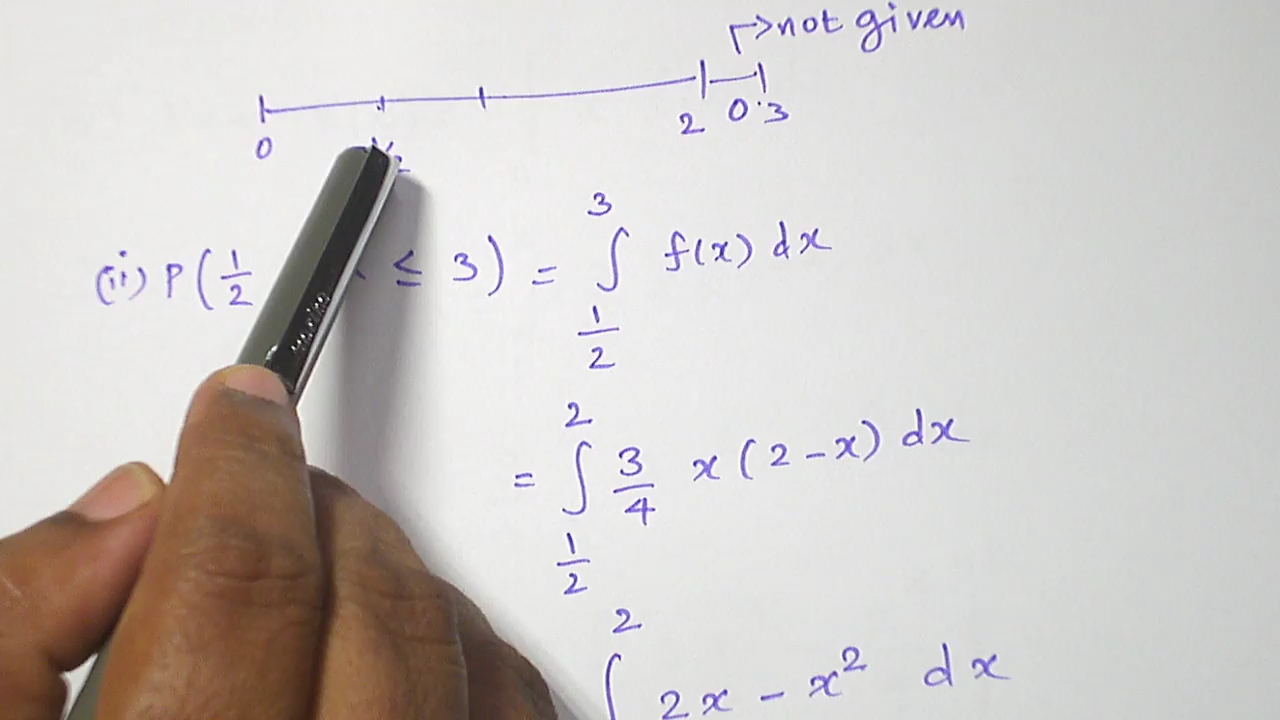 not given
0 2 0.3
(ii) P(1/2 ≤ 3) = ∫ 3 1/2 f(x) dx
= ∫ 2 1/2 3/4 x(2-x) dx
∫ 2 2x - x² dx